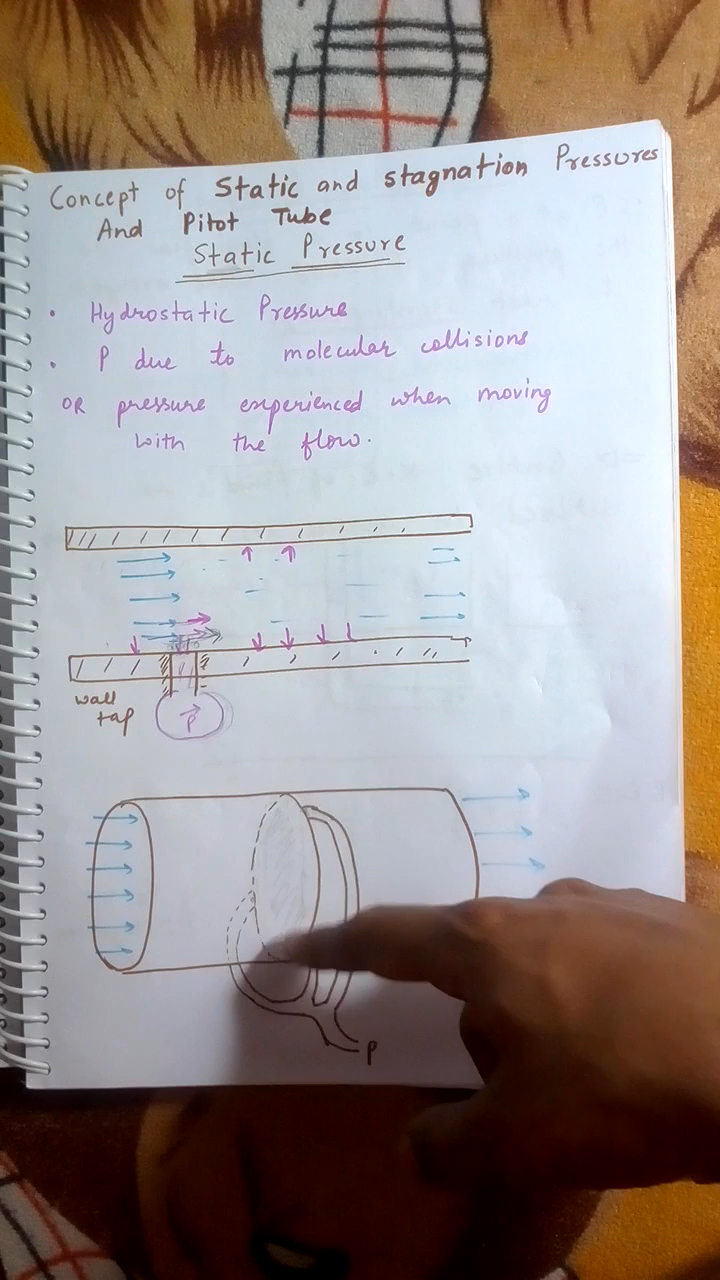 Concept of Static and stagnation Pressures
And Pitot Tube
Static Pressure
• Hydrostatic Pressure
• P due to molecular collisions
OR pressure experienced when moving
with the flow.
wall
tap
P
P